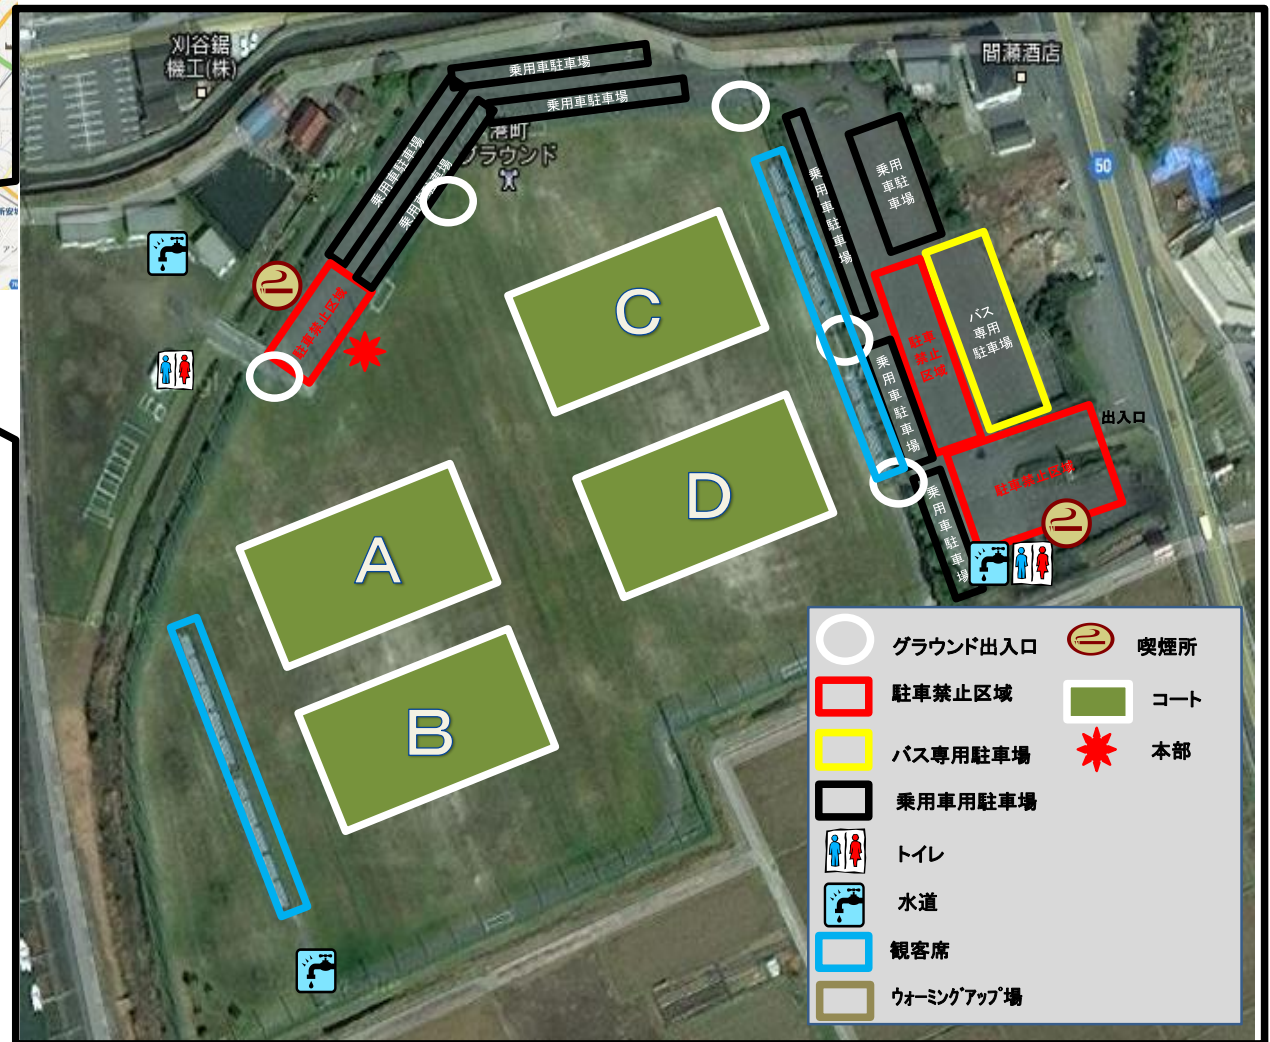 刈谷鋸
機工(株)
間瀬酒店
乗用車駐車場
乗用車駐車場
乗用車駐車場
港町
グラウンド
50
乗用
車駐
車場
乗用車駐車場
駐車禁止区域
C
バス
専用
駐車場
駐車
禁止
区域
乗用車駐車場
出入口
駐車禁止区域
D
乗用車駐車場
A
B
グラウンド出入口
喫煙所
駐車禁止区域
コート
バス専用駐車場
本部
乗用車用駐車場
トイレ
水道
観客席
ウォーミングアップ場